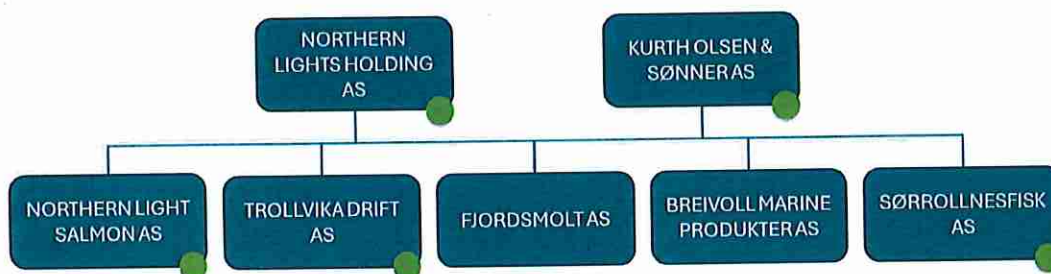 NORTHERN
LIGHTS HOLDING
AS
KURTH OLSEN &
SØNNER AS
NORTHERN LIGHT
SALMON AS
TROLLVIKA DRIFT
AS
FJORDSMOLT AS
BREIVOLL MARINE
PRODUKTER AS
SØRROLLNESFISK
AS